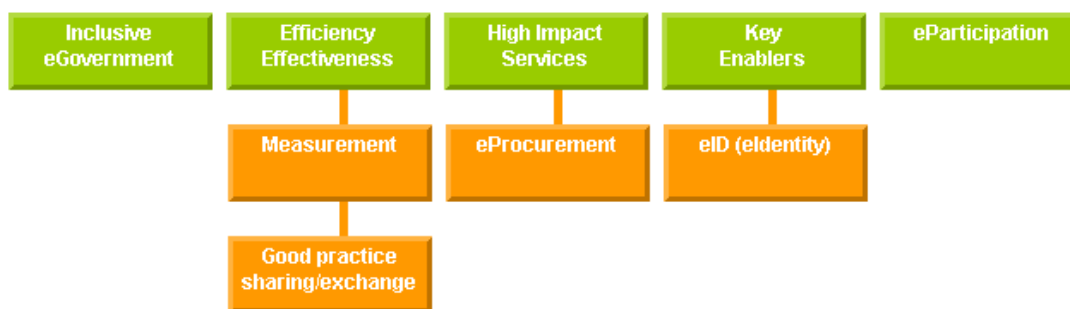 Inclusive
eGovernment
Efficiency
Effectiveness
High Impact
Services
Key
Enablers
eParticipation
Measurement
eProcurement
eID (eIdentity)
Good practice
sharing/exchange